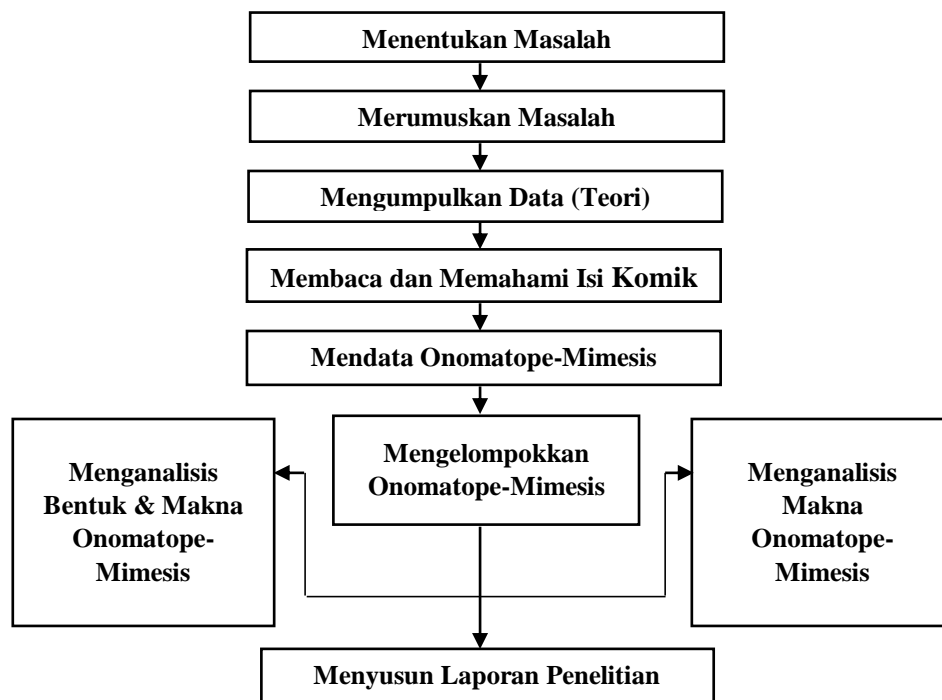 Menentukan Masalah
Merumuskan Masalah
Mengumpulkan Data (Teori)
Membaca dan Memahami Isi Komik
Mendata Onomatope-Mimesis
Mengelompokkan
Onomatope-Mimesis
Menganalisis
Bentuk & Makna
Onomatope-
Mimesis
Menganalisis
Makna
Onomatope-
Mimesis
Menyusun Laporan Penelitian